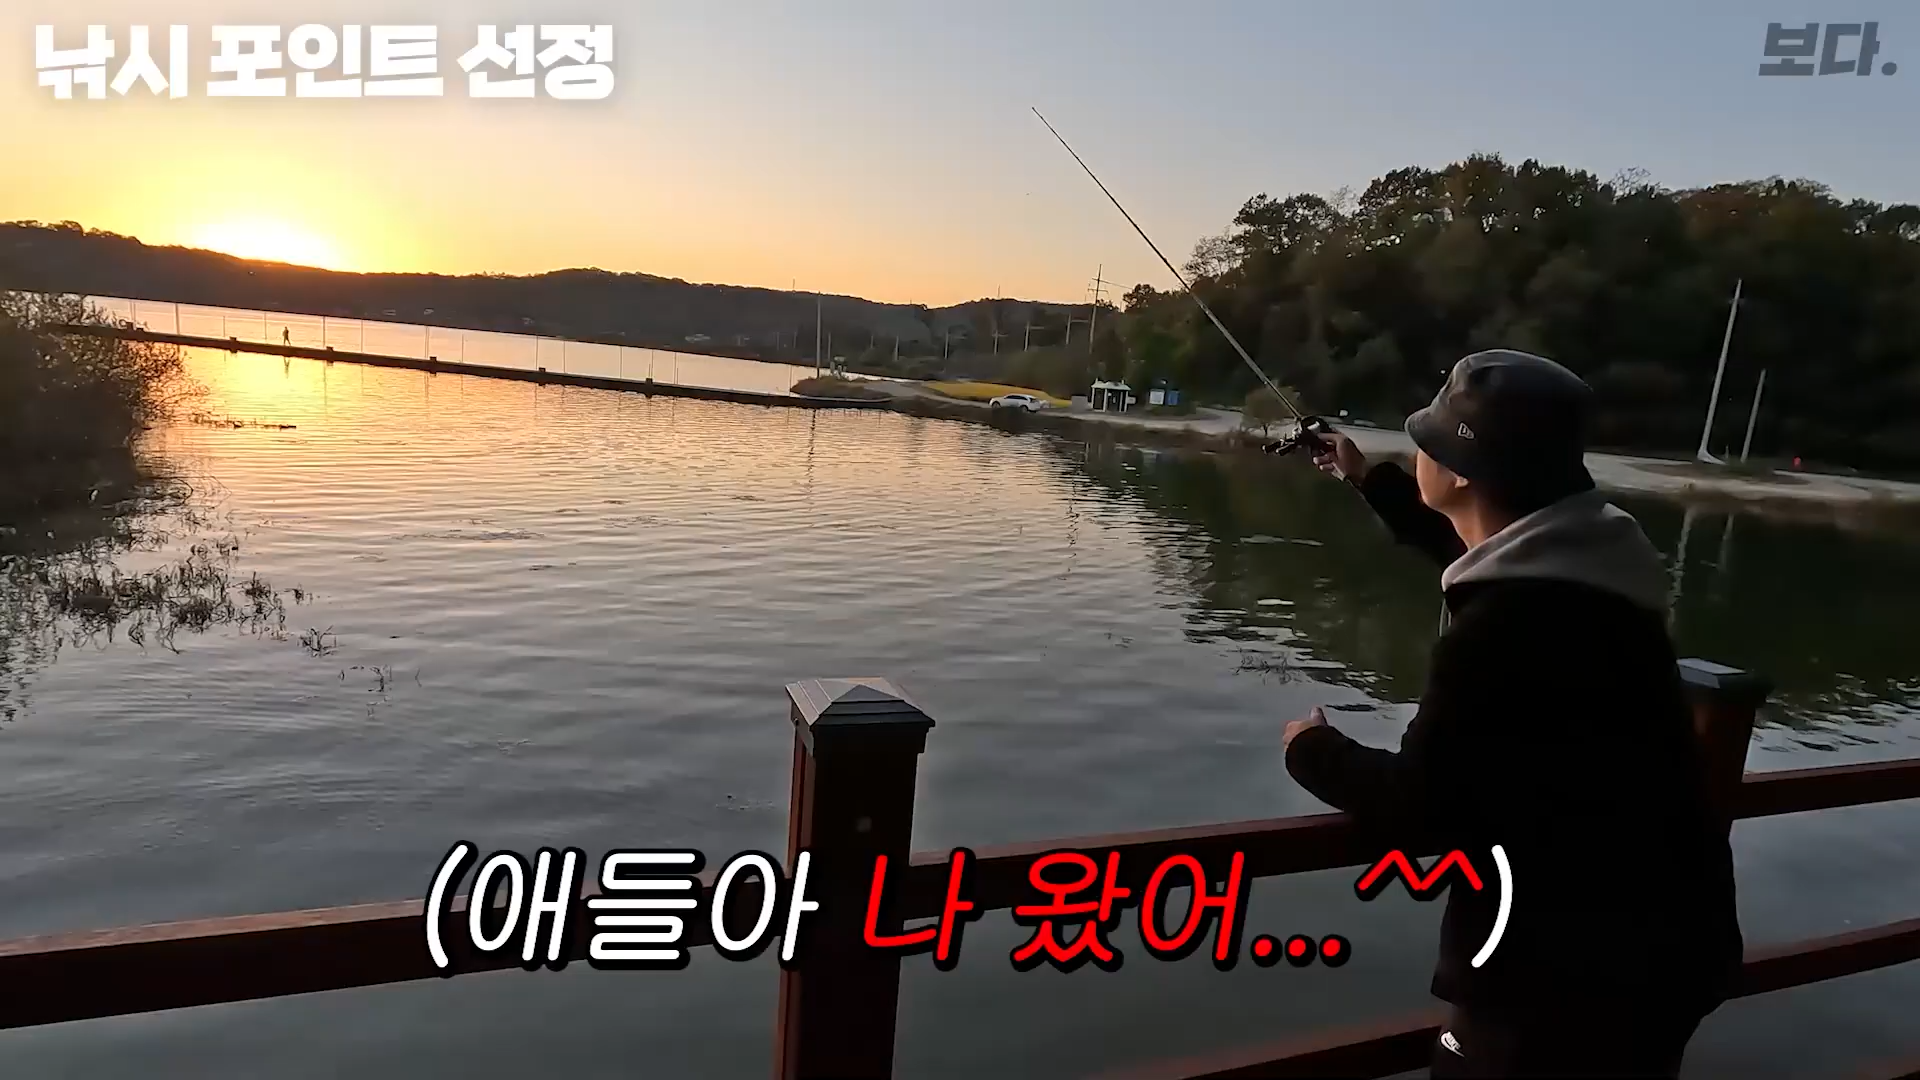 낚시 포인트 선정
보다.
(애들아 나 왔어... ^^)